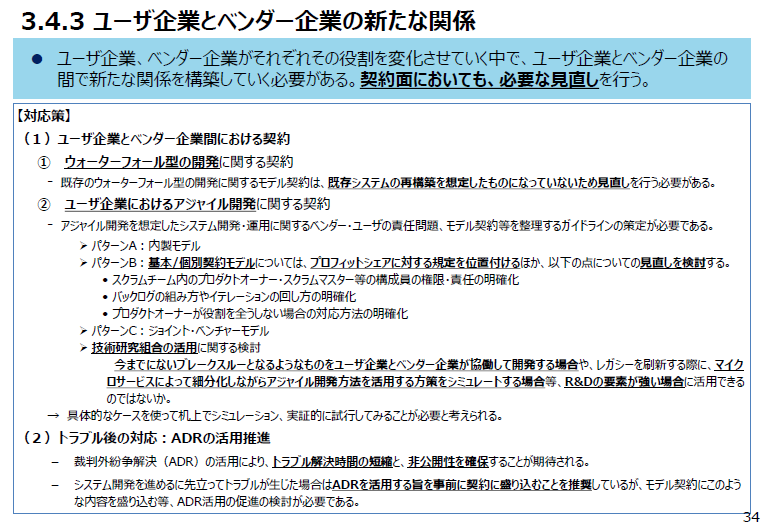 3.4.3 ユーザ企業とベンダー企業の新たな関係
● ユーザ企業、ベンダー企業がそれぞれその役割を変化させていく中で、ユーザ企業とベンダー企業の
間で新たな関係を構築していく必要がある。契約面においても、必要な見直しを行う。
【対応策】
（１）ユーザ企業とベンダー企業間における契約
① ウォーターフォール型の開発に関する契約
- 既存のウォーターフォール型の開発に関するモデル契約は、既存システムの再構築を想定したものになっていないため見直しを行う必要がある。
② ユーザ企業におけるアジャイル開発に関する契約
- アジャイル開発を想定したシステム開発・運用に関するベンダー・ユーザの責任問題、モデル契約等を整理するガイドラインの策定が必要である。
➢ パターンA：内製モデル
➢ パターンB：基本/個別契約モデルについては、プロフィットシェアに対する規定を位置付けるほか、以下の点についての見直しを検討する。
• スクラムチーム内のプロダクトオーナー・スクラムマスター等の構成員の権限・責任の明確化
• バックログの組み方やイテレーションの回し方の明確化
• プロダクトオーナーが役割を全うしない場合の対応方法の明確化
➢ パターンC：ジョイント・ベンチャーモデル
➢ 技術研究組合の活用に関する検討
今までにないブレークスルーとなるようなものをユーザ企業とベンダー企業が協働して開発する場合や、レガシーを刷新する際に、マイク
ロサービスによって細分化しながらアジャイル開発方法を活用する方策をシミュレートする場合等、R&Dの要素が強い場合に活用できる
のではないか。
→ 具体的なケースを使って机上でシミュレーション、実証的に試行してみることが必要と考えられる。
（２）トラブル後の対応：ADRの活用推進
– 裁判外紛争解決（ADR）の活用により、トラブル解決時間の短縮と、非公開性を確保することが期待される。
– システム開発を進めるに先立ってトラブルが生じた場合はADRを活用する旨を事前に契約に盛り込むことを推奨しているが、モデル契約にこのよう
な内容を盛り込む等、ADR活用の促進の検討が必要である。
34